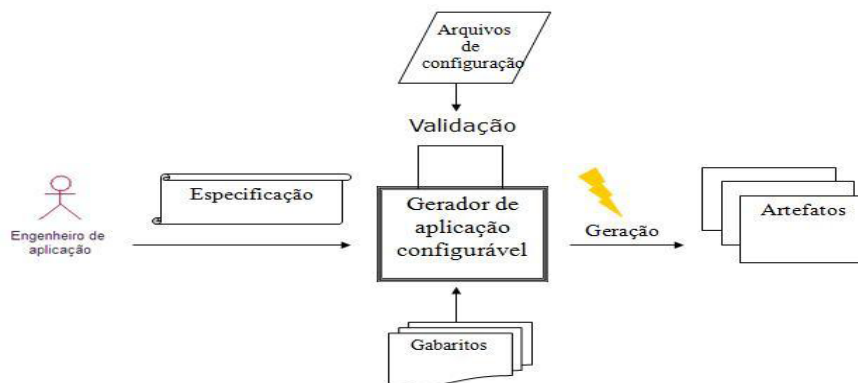 Arquivos
de
configuração
Validação
Especificação
Engenheiro de
aplicação
Gerador de
aplicação
configurável
Geração
Artefatos
Gabaritos